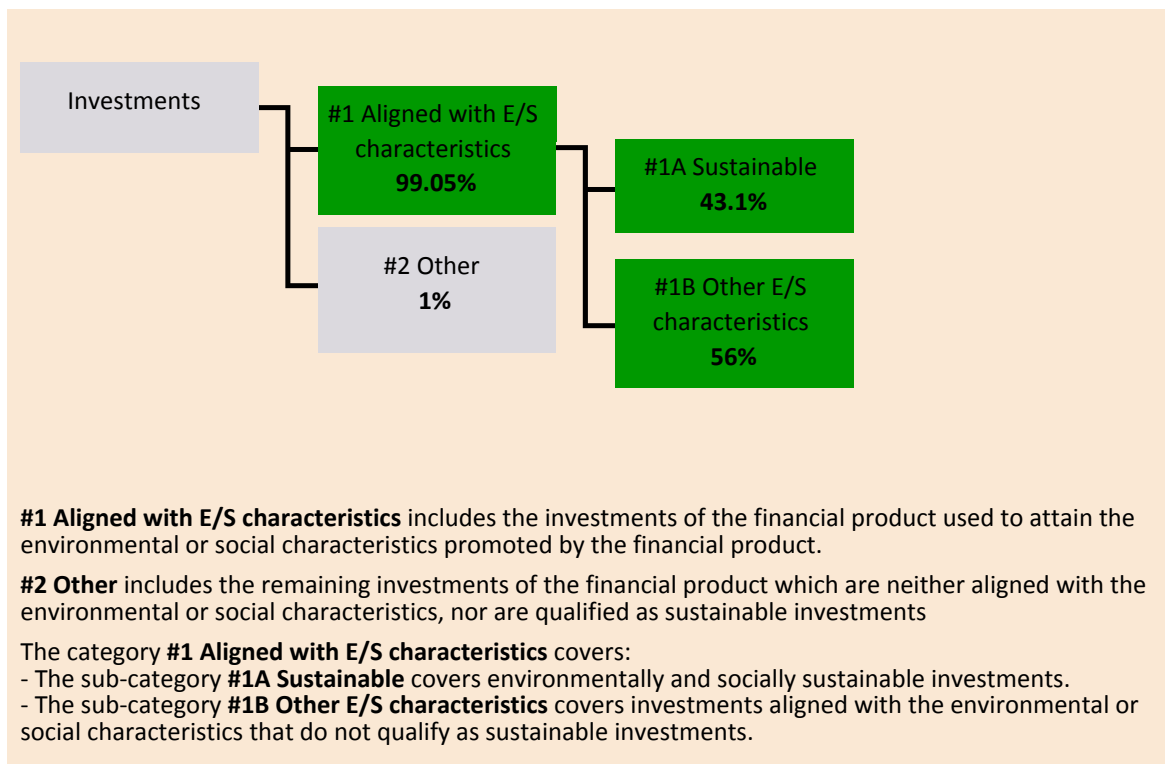 Investments
#1 Aligned with E/S
characteristics
99.05%
#2 Other
1%
#1A Sustainable
43.1%
#1B Other E/S
characteristics
56%
#1 Aligned with E/S characteristics includes the investments of the financial product used to attain the
environmental or social characteristics promoted by the financial product.
#2 Other includes the remaining investments of the financial product which are neither aligned with the
environmental or social characteristics, nor are qualified as sustainable investments
The category #1 Aligned with E/S characteristics covers:
- The sub-category #1A Sustainable covers environmentally and socially sustainable investments.
- The sub-category #1B Other E/S characteristics covers investments aligned with the environmental or
social characteristics that do not qualify as sustainable investments.